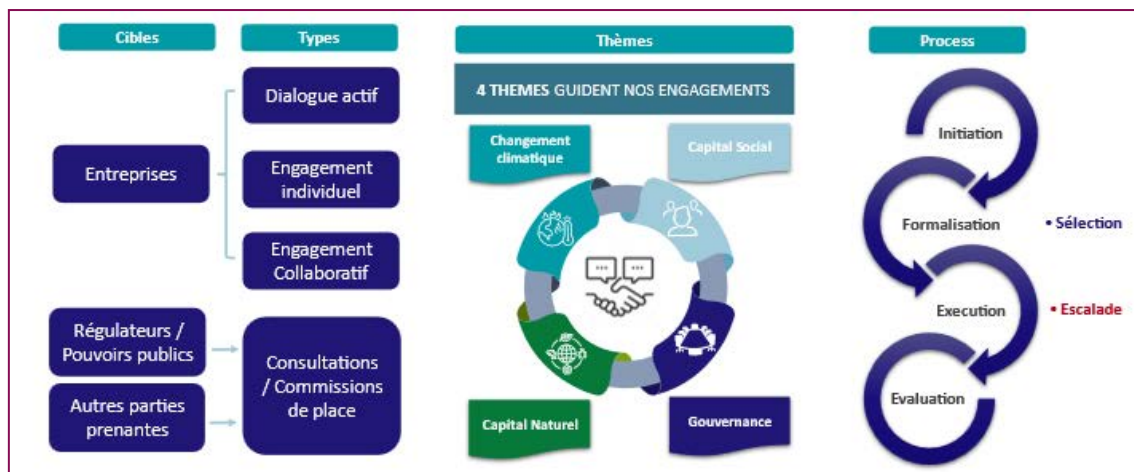 Cibles
Types
Entreprises
Dialogue actif
Engagement
individuel
Engagement
Collaboratif
Régulateurs /
Pouvoirs publics
Autres parties
prenantes
Consultations
/ Commissions
de place
Thèmes
4 THEMES GUIDENT NOS ENGAGEMENTS
Changement
climatique
Capital Social
Capital Naturel
Gouvernance
Process
Initiation
Formalisation
• Sélection
Execution
• Escalade
Evaluation